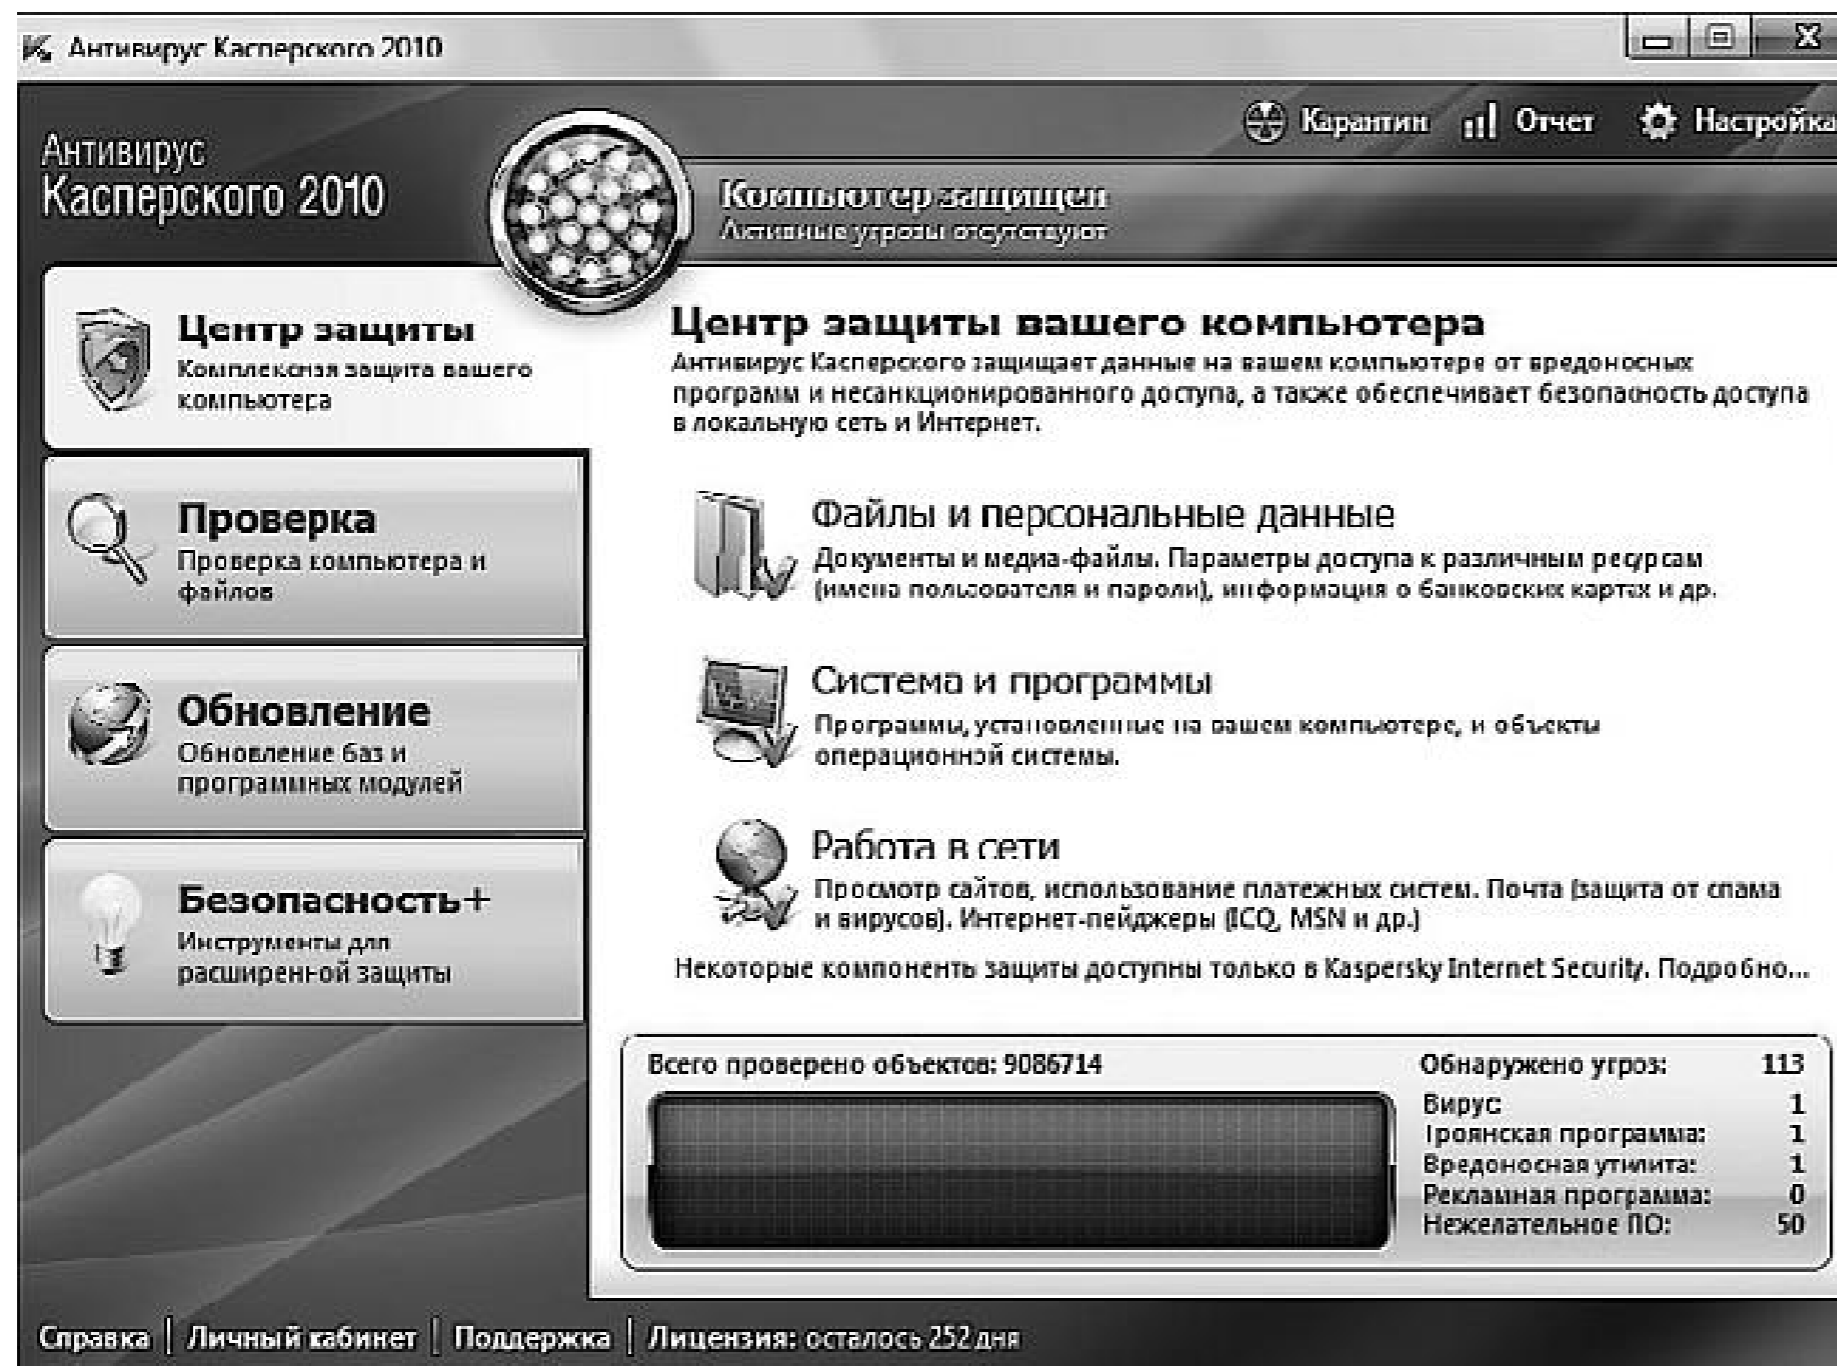 Антивирус Касперского 2010
Карантин
Отчет
Настройка
Антивирус
Касперского 2010
Компьютер защищен
Активные угрозы отсутствуют
Центр защиты
Комплексная защита вашего
компьютера
Проверка
Проверка компьютера и
файлов
Обновление
Обновление баз и
программных модулей
Безопасность+
Инструменты для
расширенной защиты
Центр защиты вашего компьютера
Антивирус Касперского защищает данные на вашем компьютере от вредоносных
программ и несанкционированного доступа, а также обеспечивает безопасность доступа
в локальную сеть и Интернет.
Файлы и персональные данные
Документы и медиа-файлы. Параметры доступа к различным ресурсам
(имена пользователя и пароли), информация о банковских картах и др.
Система и программы
Программы, установленные на вашем компьютере, и объекты
операционной системы.
Работа в сети
Просмотр сайтов, использование платежных систем. Почта (защита от спама
и вирусов). Интернет-пейджеры (ICQ, MSN и др.)
Некоторые компоненты защиты доступны только в Kaspersky Internet Security. Подробно...
Всего проверено объектов: 9086714
Обнаружено угроз: 113
Вирус: 1
Троянская программа: 1
Вредоносная утилита: 1
Рекламная программа: 0
Нежелательное ПО: 50
Справка | Личный кабинет | Поддержка | Лицензия: осталось 252 дня